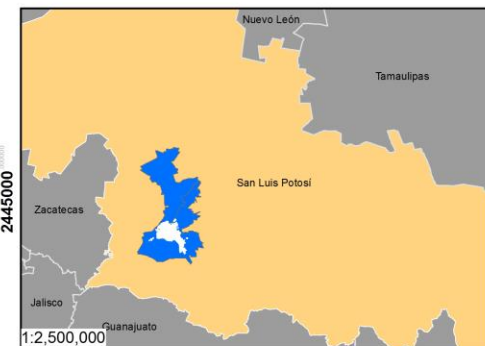 Nuevo León
Tamaulipas
San Luis Potosí
Zacatecas
Jalisco
Guanajuato
1:2,500,000
2445000